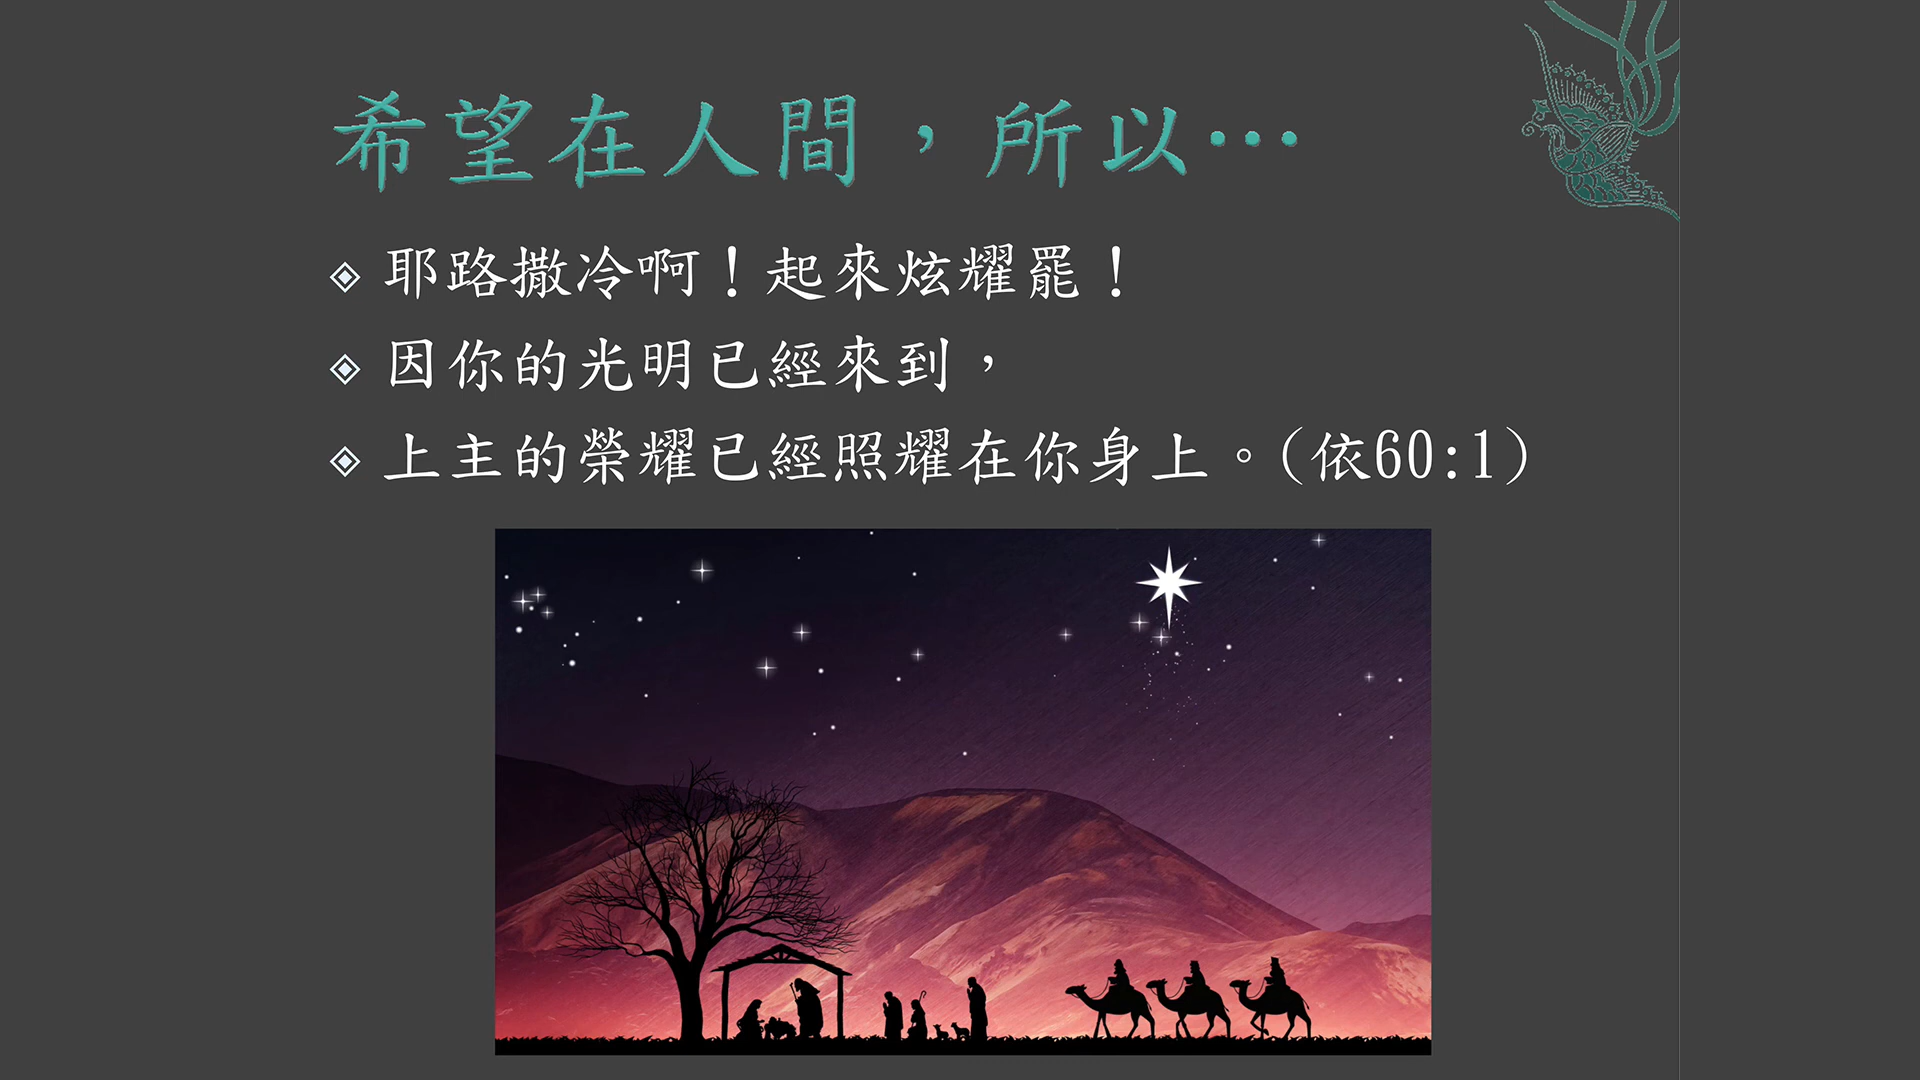 希望在人間，所以…
耶路撒冷啊！起來炫耀罷！
因你的光明已經來到，
上主的榮耀已經照耀在你身上。(依60:1)